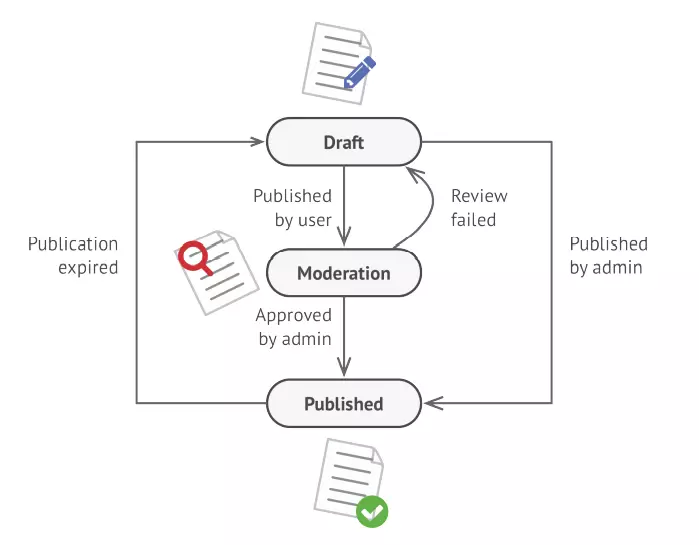 Draft
Published
by user
Review
failed
Publication
expired
Published
by admin
Moderation
Approved
by admin
Published